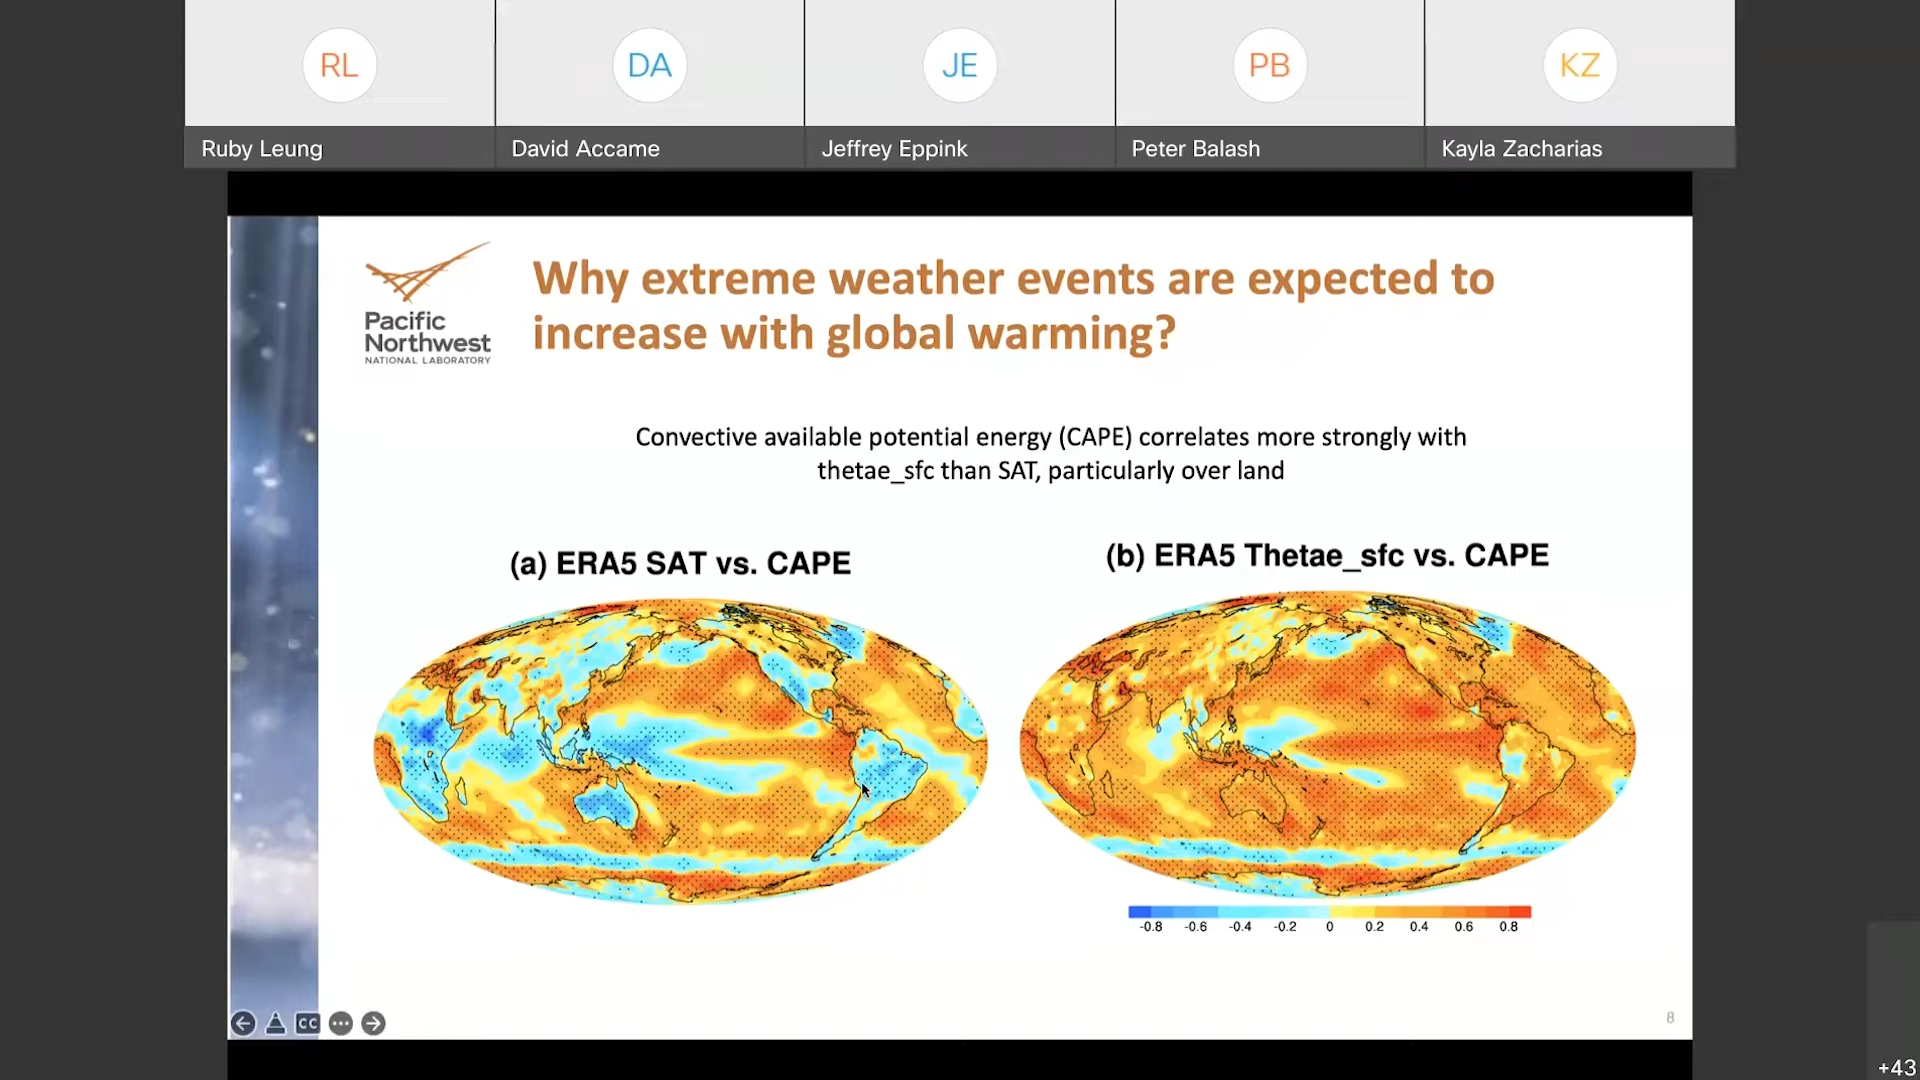 RL
DA
JE
PB
KZ
Ruby Leung
David Accame
Jeffrey Eppink
Peter Balash
Kayla Zacharias
Pacific
Northwest
NATIONAL LABORATORY
Why extreme weather events are expected to
increase with global warming?
Convective available potential energy (CAPE) correlates more strongly with
thetae_sfc than SAT, particularly over land
(a) ERA5 SAT vs. CAPE
(b) ERA5 Thetae_sfc vs. CAPE
-0.8 -0.6 -0.4 -0.2 0 0.2 0.4 0.6 0.8
CC
8
+43